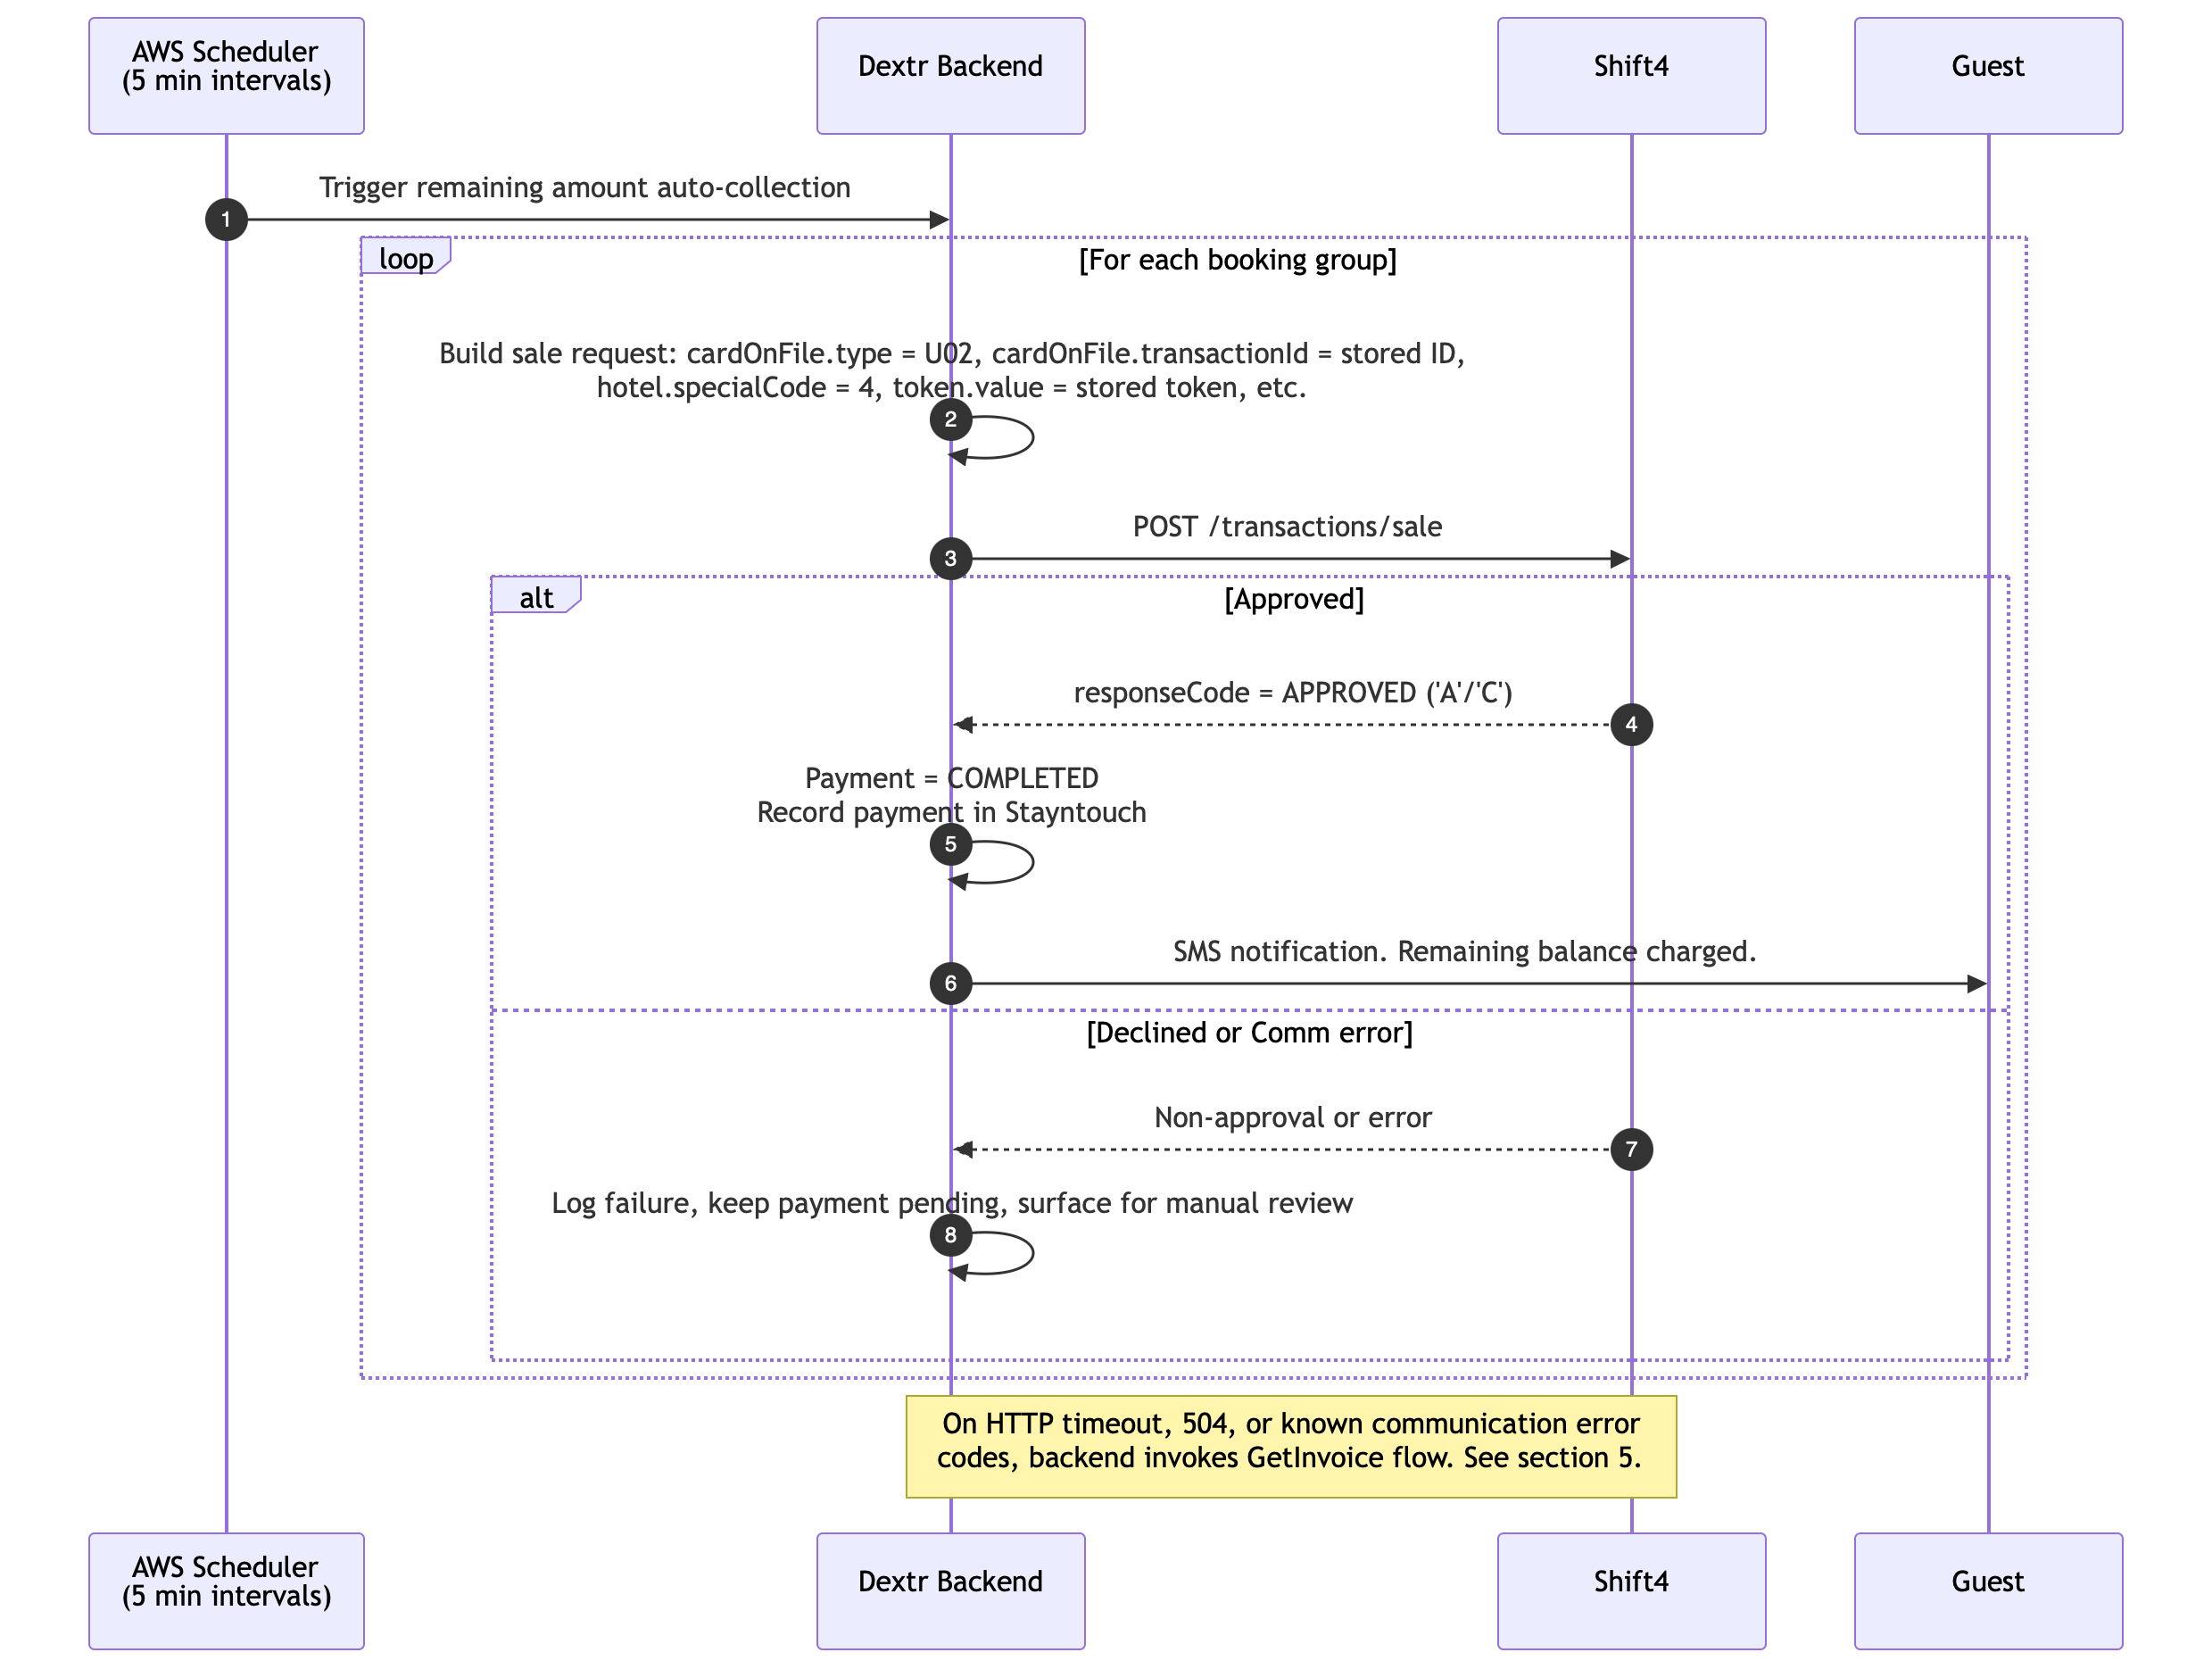 AWS Scheduler
(5 min intervals)
Dextr Backend
Shift4
Guest
Trigger remaining amount auto-collection
1
loop
[For each booking group]
Build sale request: cardOnFile.type = U02, cardOnFile.transactionId = stored ID,
hotel.specialCode = 4, token.value = stored token, etc.
2
POST /transactions/sale
3
alt
[Approved]
responseCode = APPROVED ('A'/'C')
4
Payment = COMPLETED
Record payment in Stayntouch
5
SMS notification. Remaining balance charged.
6
[Declined or Comm error]
Non-approval or error
7
Log failure, keep payment pending, surface for manual review
8
On HTTP timeout, 504, or known communication error
codes, backend invokes GetInvoice flow. See section 5.
AWS Scheduler
(5 min intervals)
Dextr Backend
Shift4
Guest